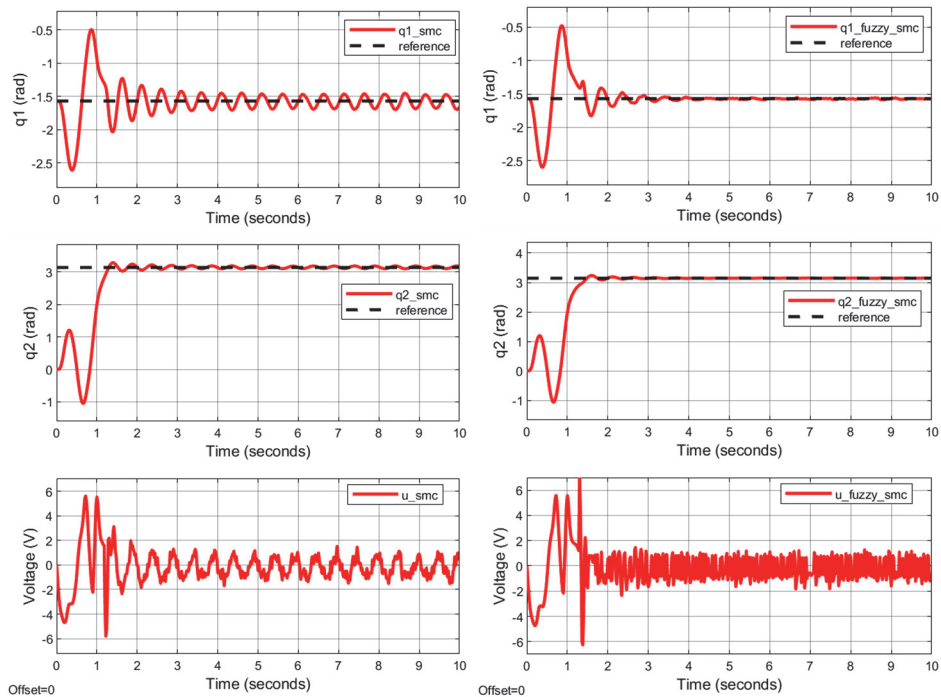 q1 (rad)
-0.5
-1
-1.5
-2
-2.5
q1_smc
reference
0 1 2 3 4 5 6 7 8 9 10
Time (seconds)
q1 (rad)
-0.5
-1
-1.5
-2
-2.5
q1_fuzzy_smc
reference
0 1 2 3 4 5 6 7 8 9 10
Time (seconds)
q2 (rad)
3
2
1
0
-1
q2_smc
reference
0 1 2 3 4 5 6 7 8 9 10
Time (seconds)
q2 (rad)
4
3
2
1
0
-1
q2_fuzzy_smc
reference
0 1 2 3 4 5 6 7 8 9 10
Time (seconds)
Voltage (V)
6
4
2
0
-2
-4
-6
u_smc
0 1 2 3 4 5 6 7 8 9 10
Time (seconds)
Offset=0
Voltage (V)
6
4
2
0
-2
-4
-6
u_fuzzy_smc
0 1 2 3 4 5 6 7 8 9 10
Time (seconds)
Offset=0